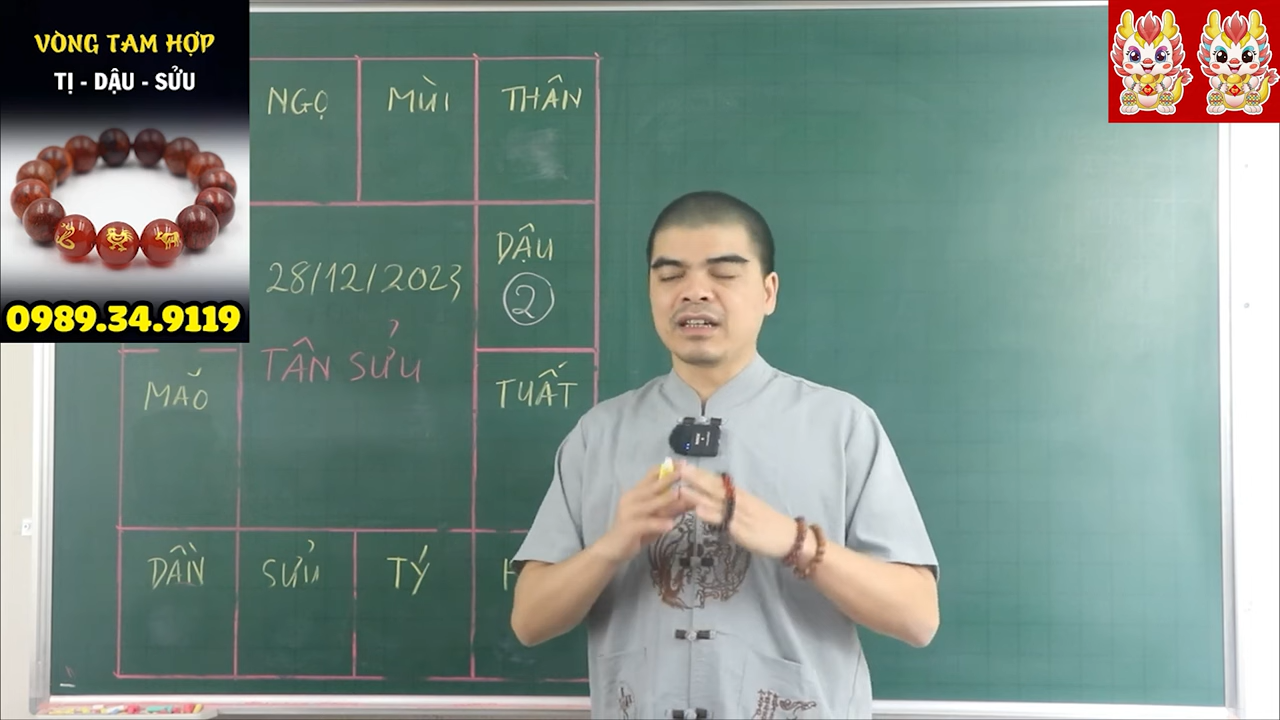 VÒNG TAM HỢP
TỊ - DẬU - SỬU
0989.34.9119
NGỌ
MÙI
THÂN
DẬU
2
28/12/2023
TÂN SỬU
MÃO
TUẤT
DẦN
SỬU
TÝ
H